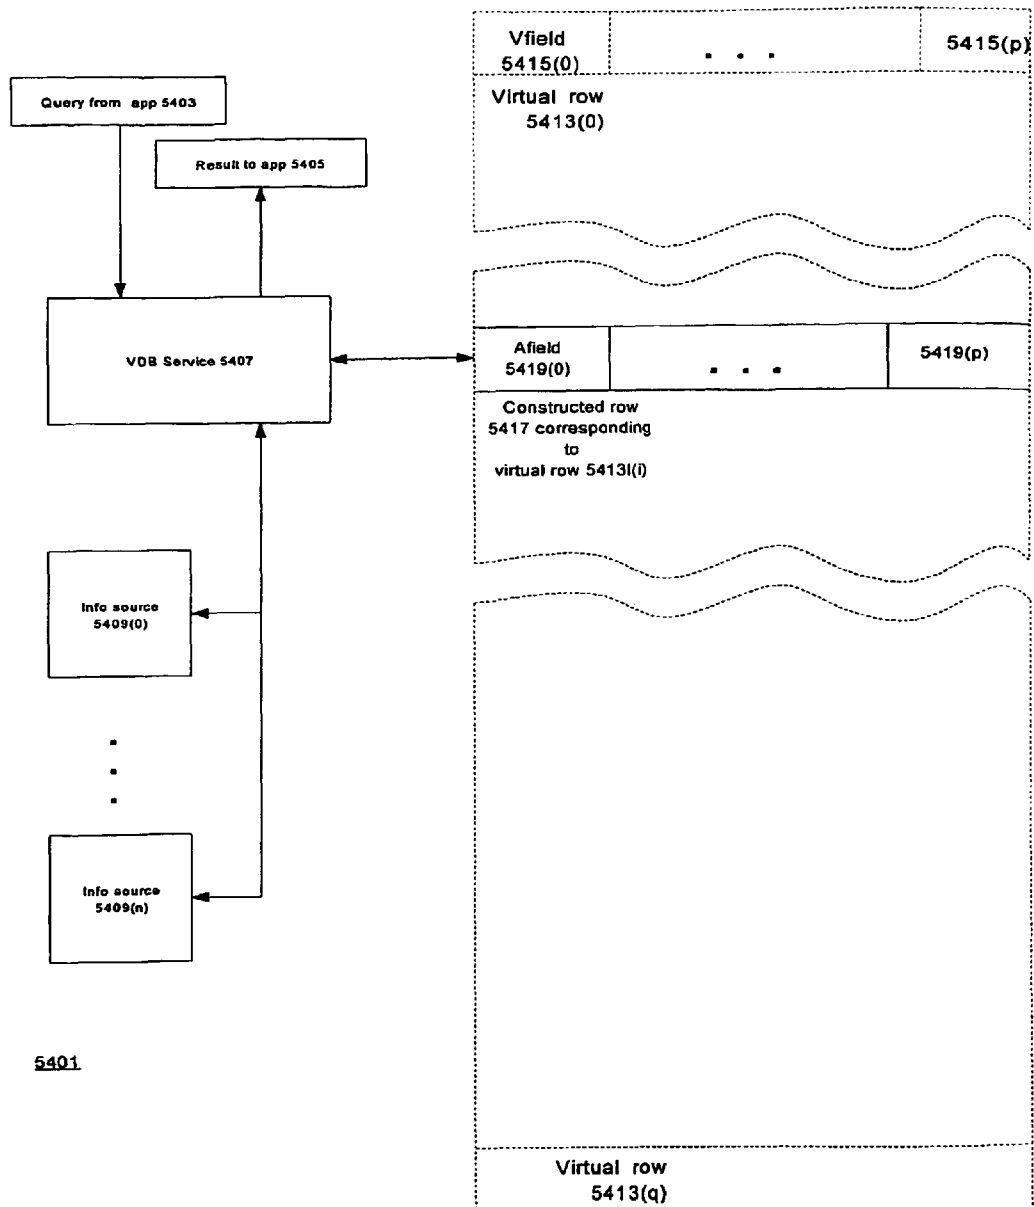 Query from app 5403
Result to app 5405
VDB Service 5407
Info source
5409(0)
Info source
5409(n)
5401
Vfield
5415(0)
. . .
5415(p)
Virtual row
5413(0)
Afield
5419(0)
. . .
5419(p)
Constructed row
5417 corresponding
to
virtual row 5413l(i)
Virtual row
5413(q)